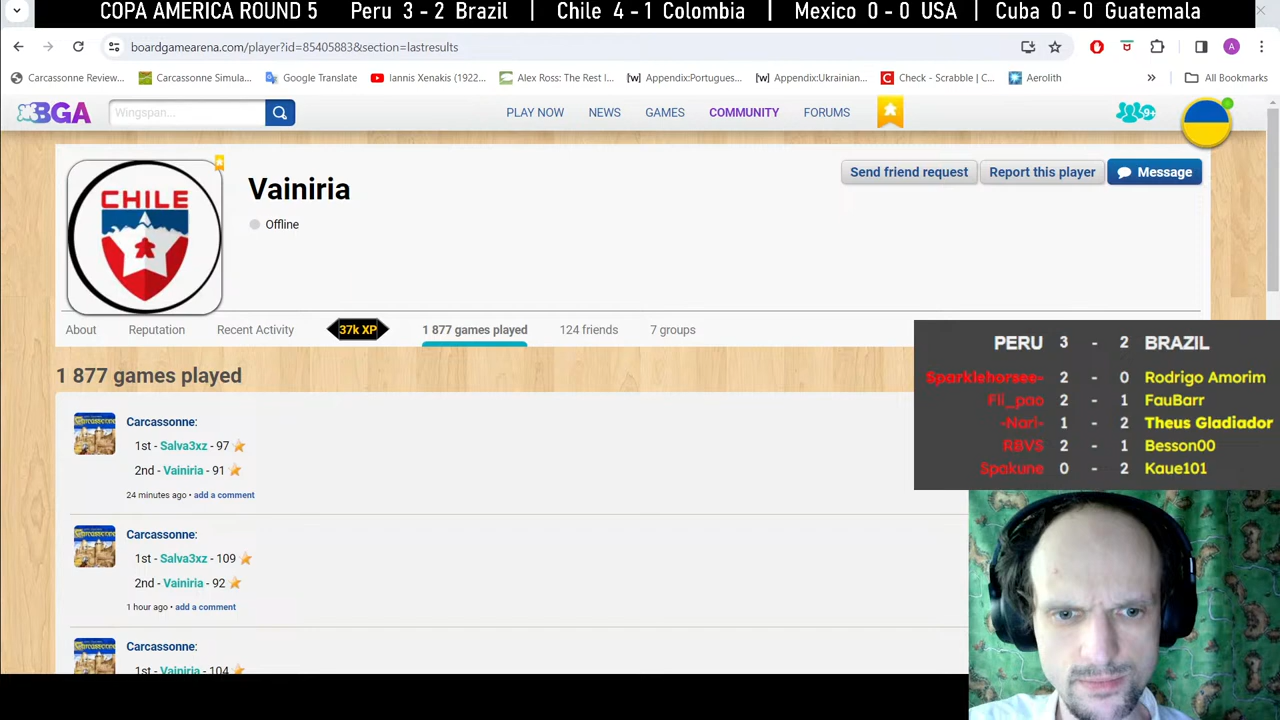 COPA AMERICA ROUND 5 Peru 3 - 2 Brazil | Chile 4 - 1 Colombia | Mexico 0 - 0 USA | Cuba 0 - 0 Guatemala
boardgamearena.com/player?id=85405883&section=lastresults
A
Carcassonne Review... Carcassonne Simula... Google Translate Iannis Xenakis (1922... Alex Ross: The Rest I... [w] Appendix:Portugues... [w] Appendix:Ukrainian... C Check - Scrabble | C... Aerolith » All Bookmarks
BGA Wingspan... PLAY NOW NEWS GAMES COMMUNITY FORUMS 9+
CHILE
Vainiria
Send friend request Report this player Message
Offline
About Reputation Recent Activity 37k XP 1 877 games played 124 friends 7 groups
1 877 games played
Carcassonne:
1st - Salva3xz - 97
2nd - Vainiria - 91
24 minutes ago • add a comment
Carcassonne:
1st - Salva3xz - 109
2nd - Vainiria - 92
1 hour ago • add a comment
Carcassonne:
1st - Vainiria - 104
PERU 3 - 2 BRAZIL
Sparklehorsee- 2 - 0 Rodrigo Amorim
Fli_pao 2 - 1 FauBarr
-Nari- 1 - 2 Theus Gladiador
RBVS 2 - 1 Besson00
Spakune 0 - 2 Kaue101